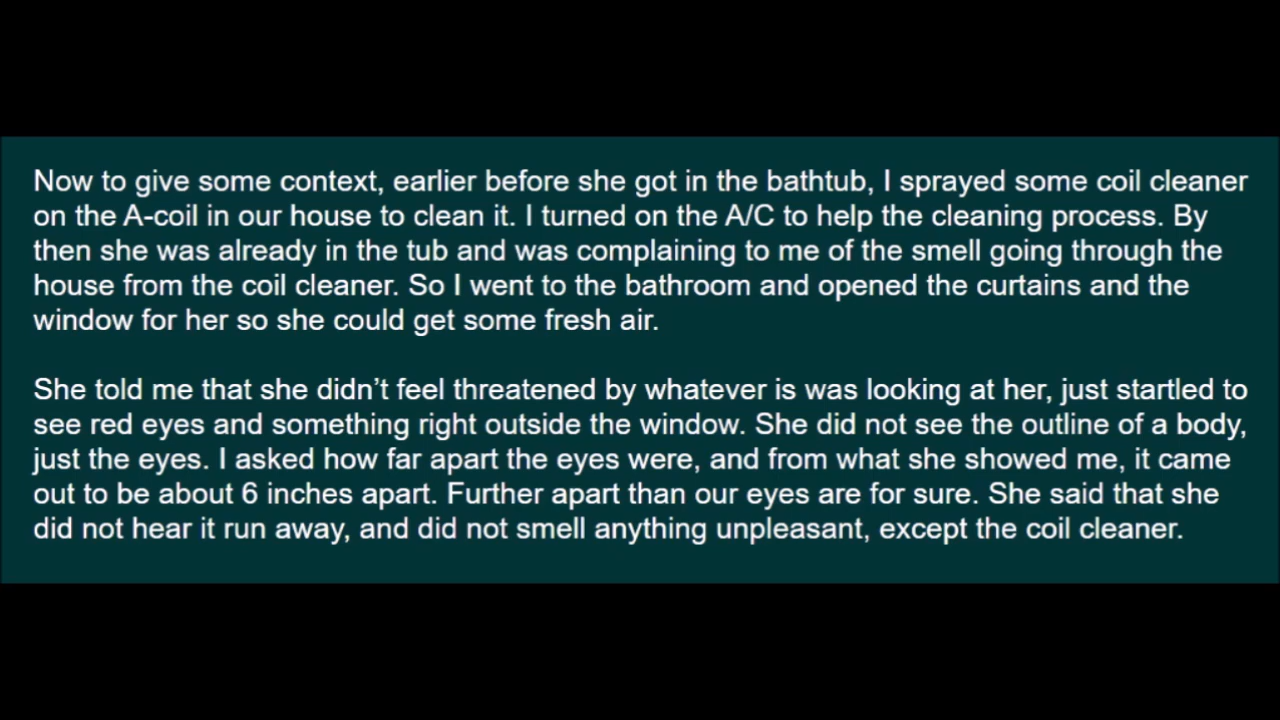 Now to give some context, earlier before she got in the bathtub, I sprayed some coil cleaner
on the A-coil in our house to clean it. I turned on the A/C to help the cleaning process. By
then she was already in the tub and was complaining to me of the smell going through the
house from the coil cleaner. So I went to the bathroom and opened the curtains and the
window for her so she could get some fresh air.
She told me that she didn’t feel threatened by whatever is was looking at her, just startled to
see red eyes and something right outside the window. She did not see the outline of a body,
just the eyes. I asked how far apart the eyes were, and from what she showed me, it came
out to be about 6 inches apart. Further apart than our eyes are for sure. She said that she
did not hear it run away, and did not smell anything unpleasant, except the coil cleaner.